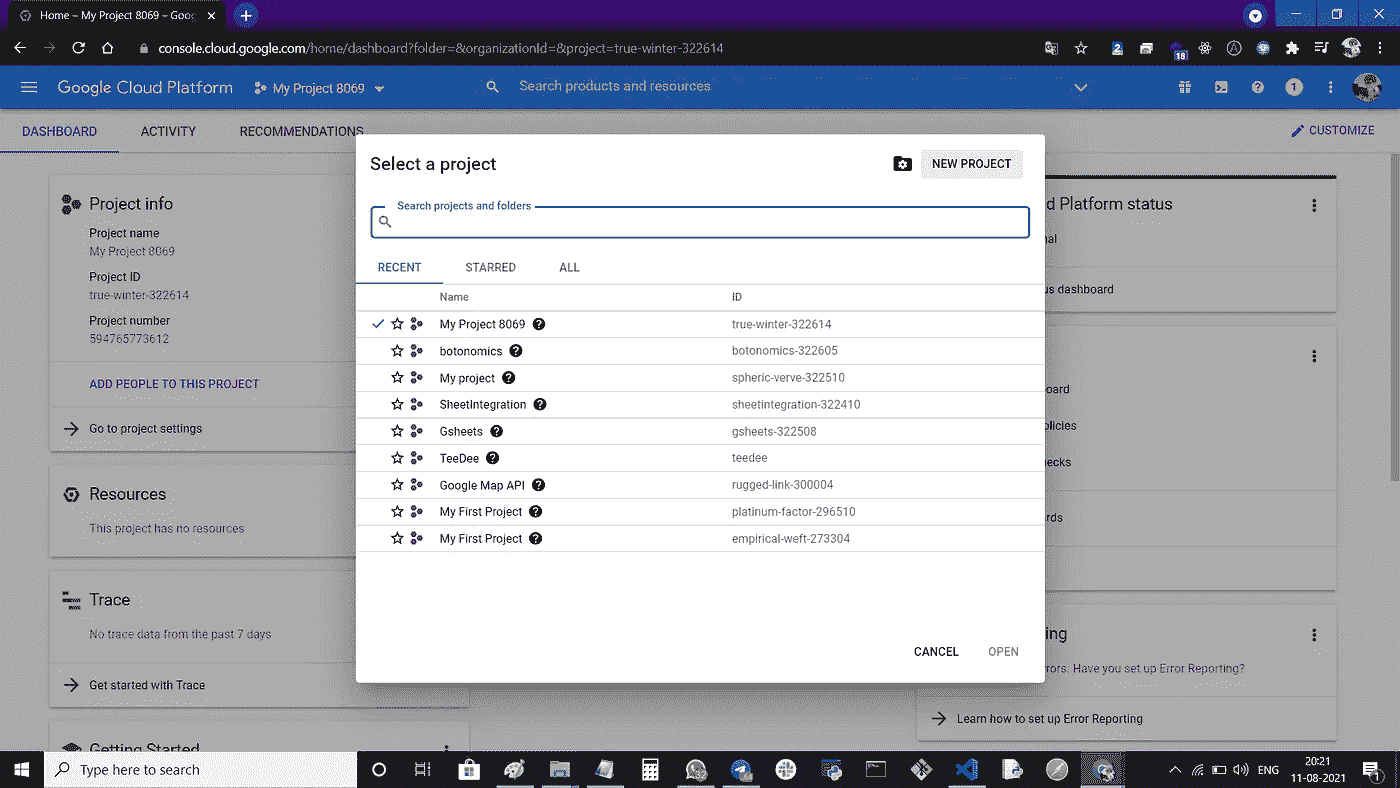 Home – My Project 8069 – Goog
console.cloud.google.com/home/dashboard?folder=&organizationId=&project=true-winter-322614
2
18
Google Cloud Platform
My Project 8069
Search products and resources
1
DASHBOARD
ACTIVITY
RECOMMENDATIONS
CUSTOMIZE
Select a project
NEW PROJECT
Search projects and folders
RECENT
STARRED
ALL
Name
ID
My Project 8069
true-winter-322614
botonomics
botonomics-322605
My project
spheric-verve-322510
SheetIntegration
sheetintegration-322410
Gsheets
gsheets-322508
TeeDee
teedee
Google Map API
rugged-link-300004
My First Project
platinum-factor-296510
My First Project
empirical-weft-273304
CANCEL
OPEN
Project info
Project name
My Project 8069
Project ID
true-winter-322614
Project number
594765773612
ADD PEOPLE TO THIS PROJECT
Go to project settings
Resources
This project has no resources
Trace
No trace data from the past 7 days
Get started with Trace
Getting Started
d Platform status
nal
us dashboard
oard
olicies
ecks
rds
ing
rrors. Have you set up Error Reporting?
Learn how to set up Error Reporting
Type here to search
32
64
ENG
20:21
11-08-2021
1